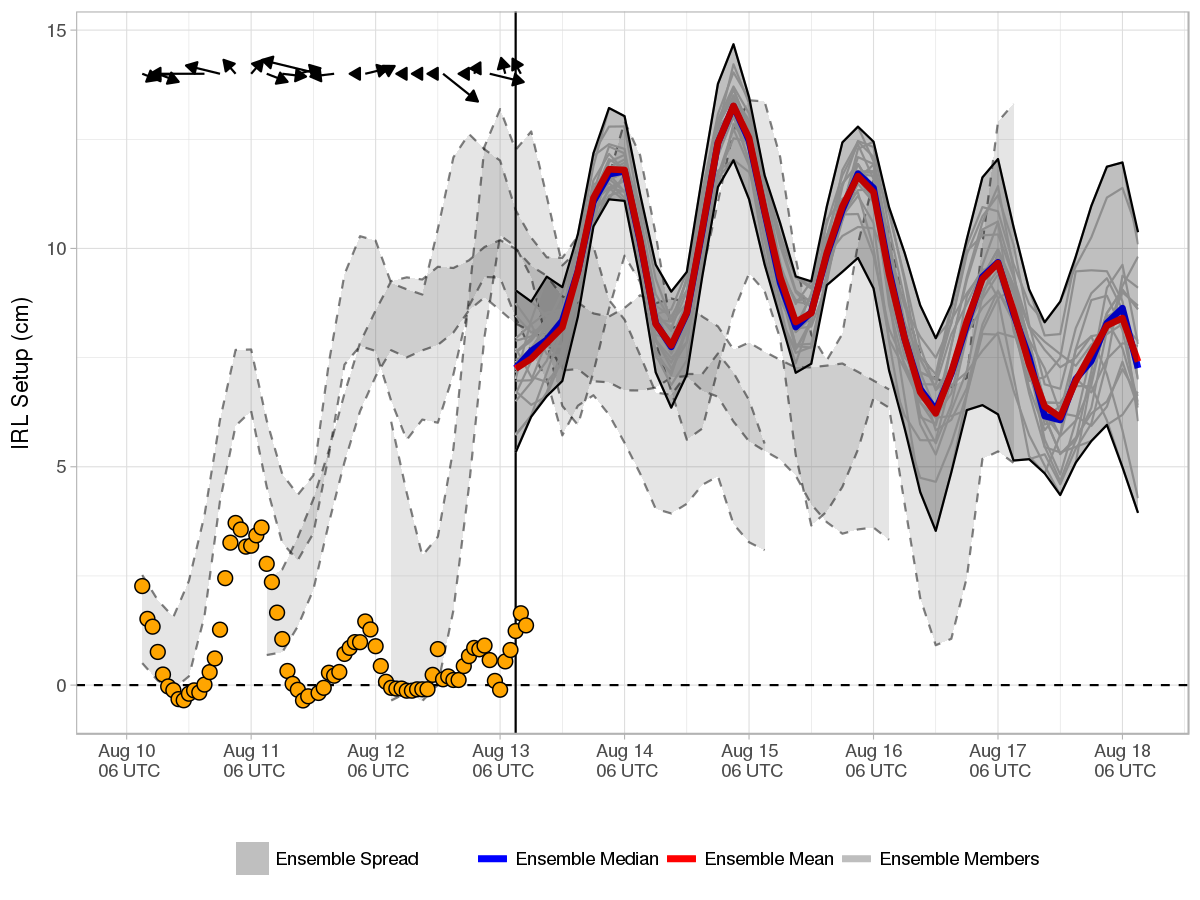 IRL Setup (cm)
15
10
5
0
Aug 10 Aug 11 Aug 12 Aug 13 Aug 14 Aug 15 Aug 16 Aug 17 Aug 18
06 UTC 06 UTC 06 UTC 06 UTC 06 UTC 06 UTC 06 UTC 06 UTC 06 UTC
Ensemble Spread Ensemble Median Ensemble Mean Ensemble Members